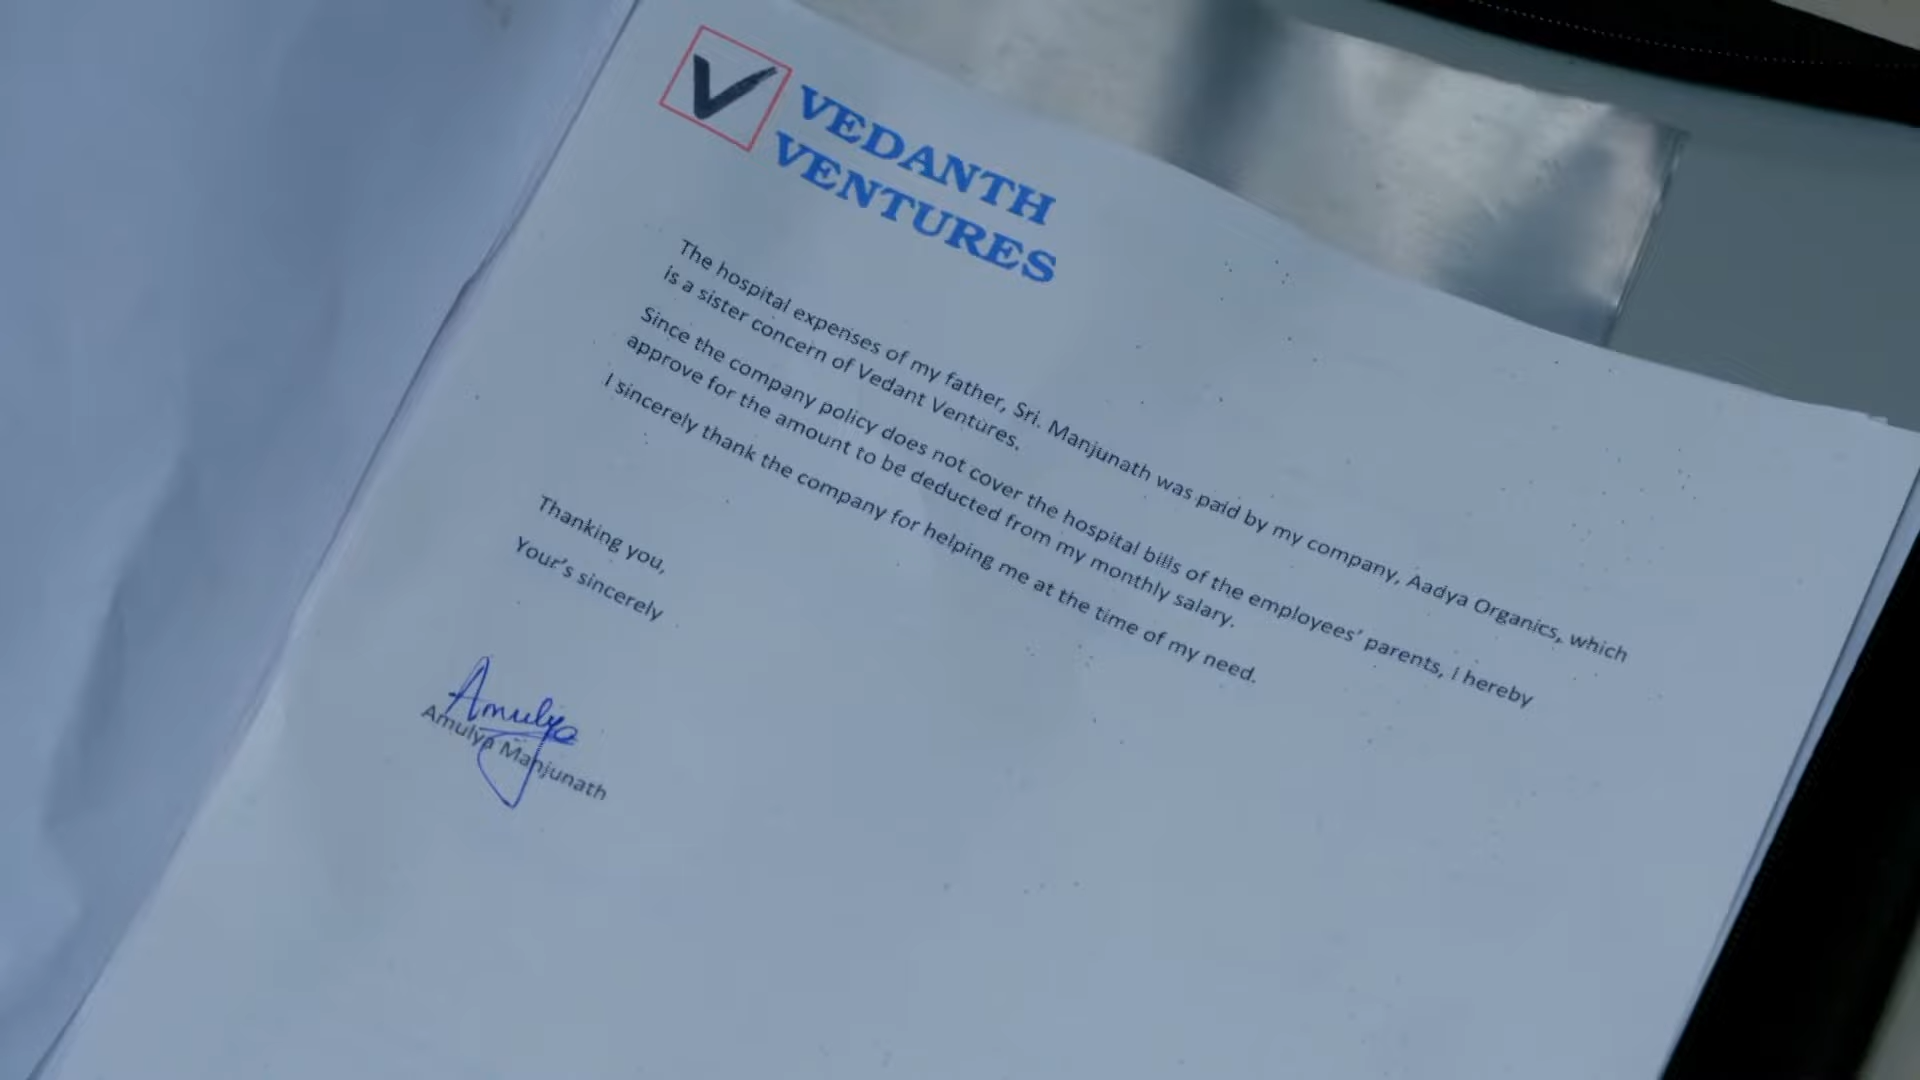 V
VEDANTH
VENTURES
The hospital expenses of my father, Sri. Manjunath was paid by my company, Aadya Organics, which
is a sister concern of Vedant Ventures.
Since the company policy does not cover the hospital bills of the employees' parents, I hereby
approve for the amount to be deducted from my monthly salary.
I sincerely thank the company for helping me at the time of my need.
Thanking you,
Your's sincerely
Amulya
Amulya Manjunath